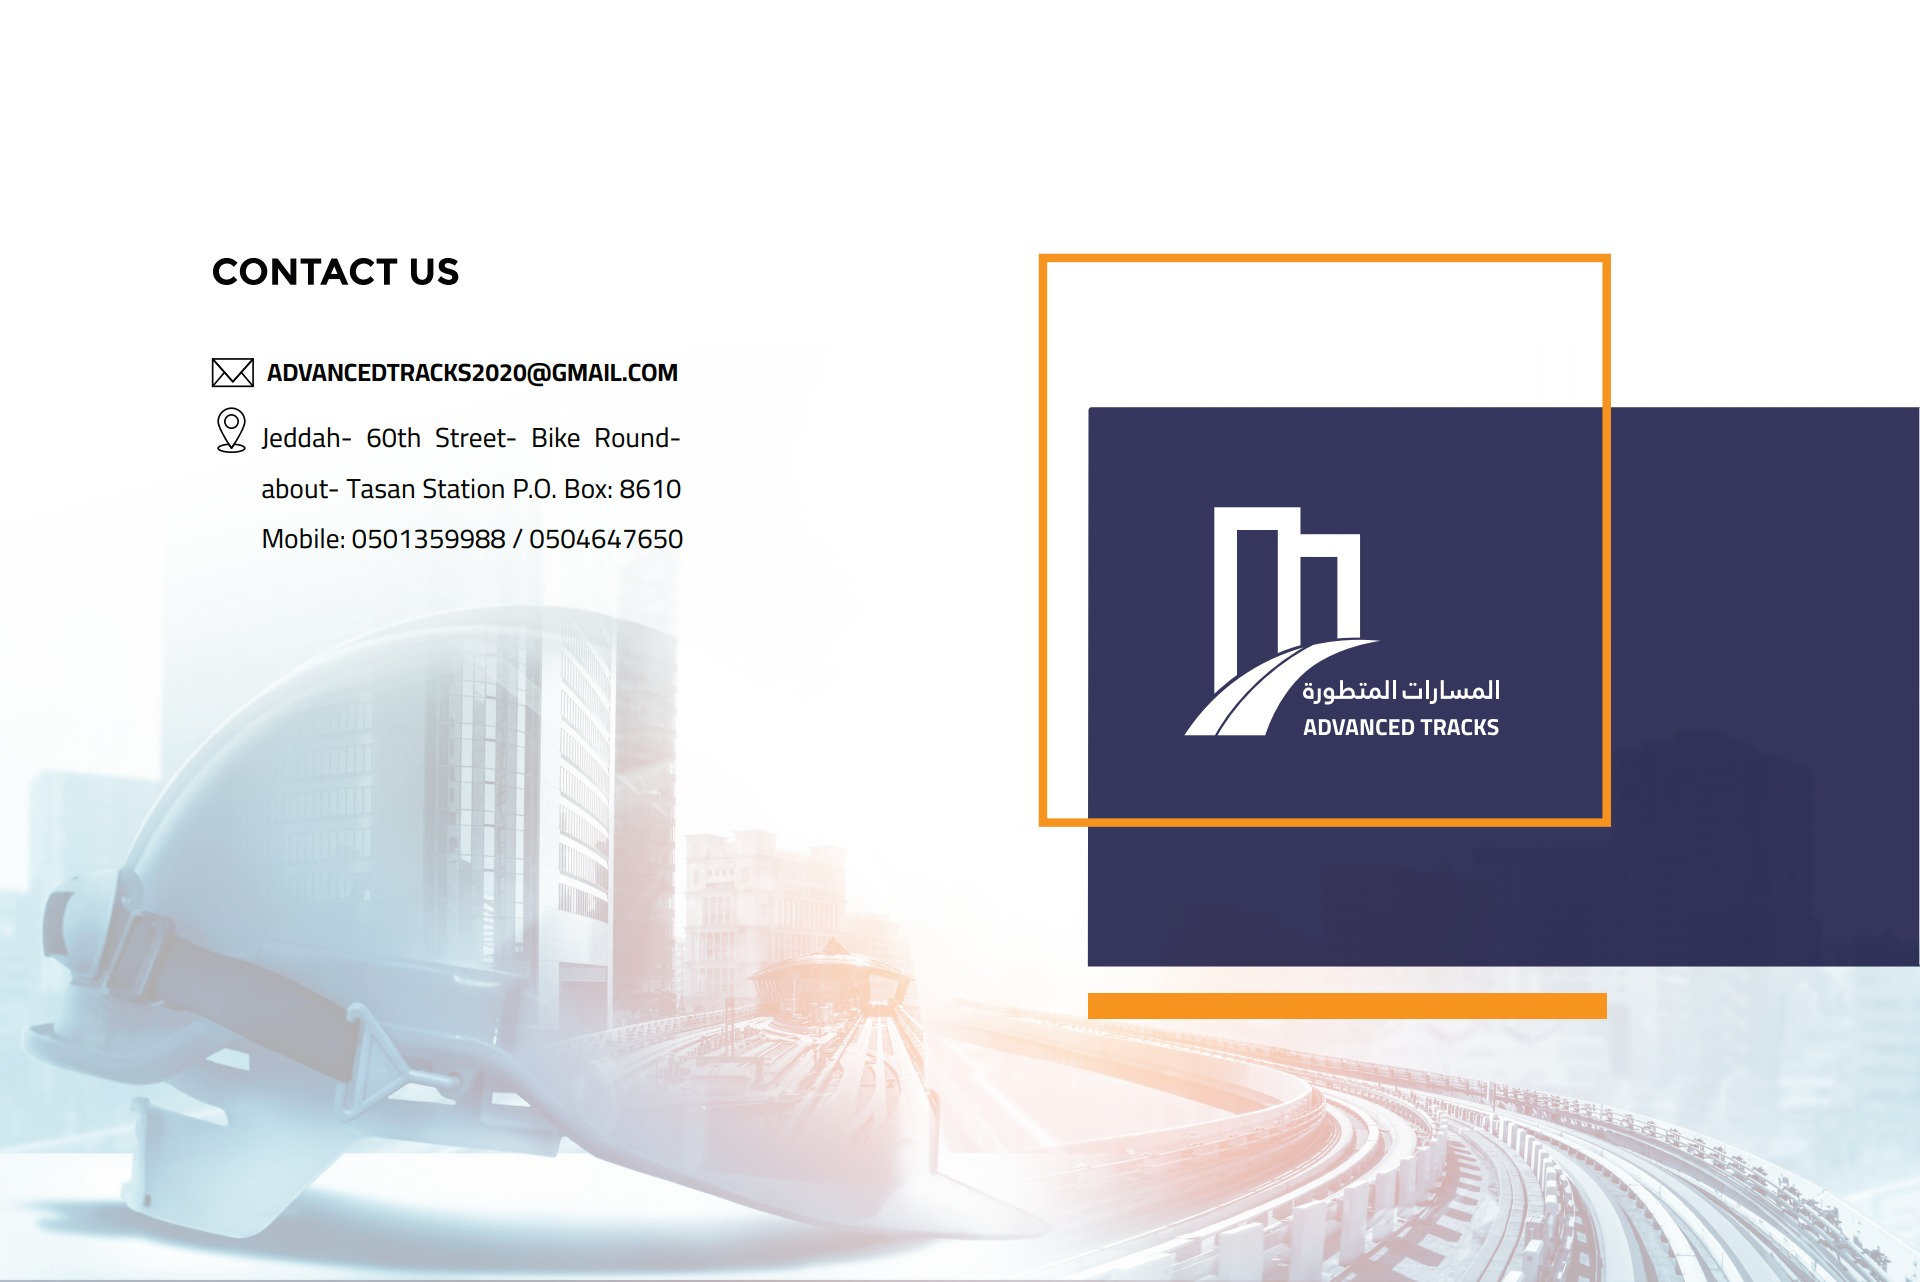 CONTACT US
ADVANCEDTRACKS2020@GMAIL.COM
Jeddah- 60th Street- Bike Round-
about- Tasan Station P.O. Box: 8610
Mobile: 0501359988 / 0504647650
المسارات المتطورة
ADVANCED TRACKS